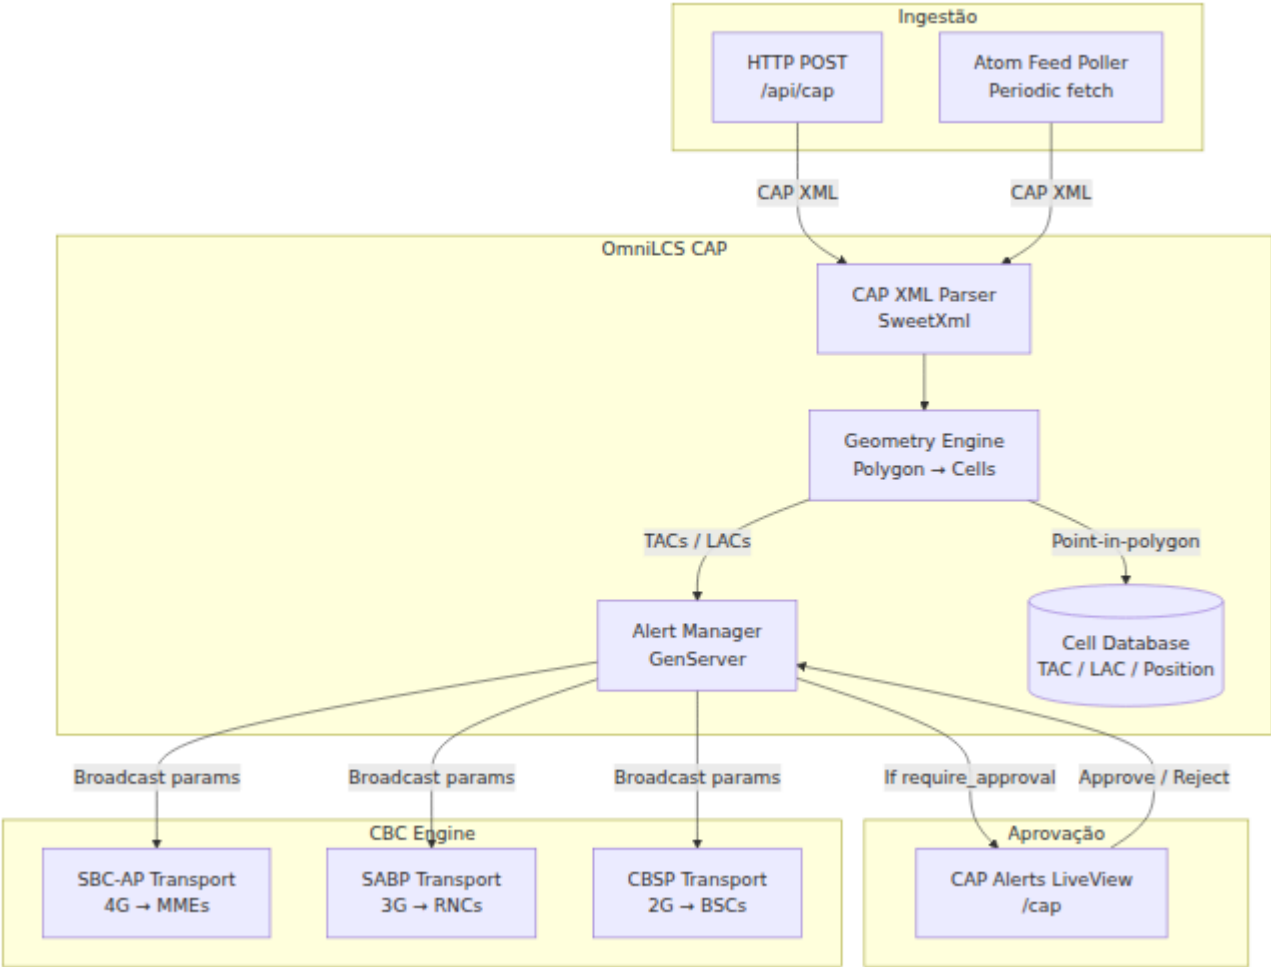 Ingestão
HTTP POST
/api/cap
Atom Feed Poller
Periodic fetch
CAP XML
CAP XML
OmniLCS CAP
CAP XML Parser
SweetXml
Geometry Engine
Polygon → Cells
TACs / LACs
Point-in-polygon
Alert Manager
GenServer
Cell Database
TAC / LAC / Position
Broadcast params
Broadcast params
Broadcast params
If require_approval
Approve / Reject
CBC Engine
SBC-AP Transport
4G → MMEs
SABP Transport
3G → RNCs
CBSP Transport
2G → BSCs
Aprovação
CAP Alerts LiveView
/cap